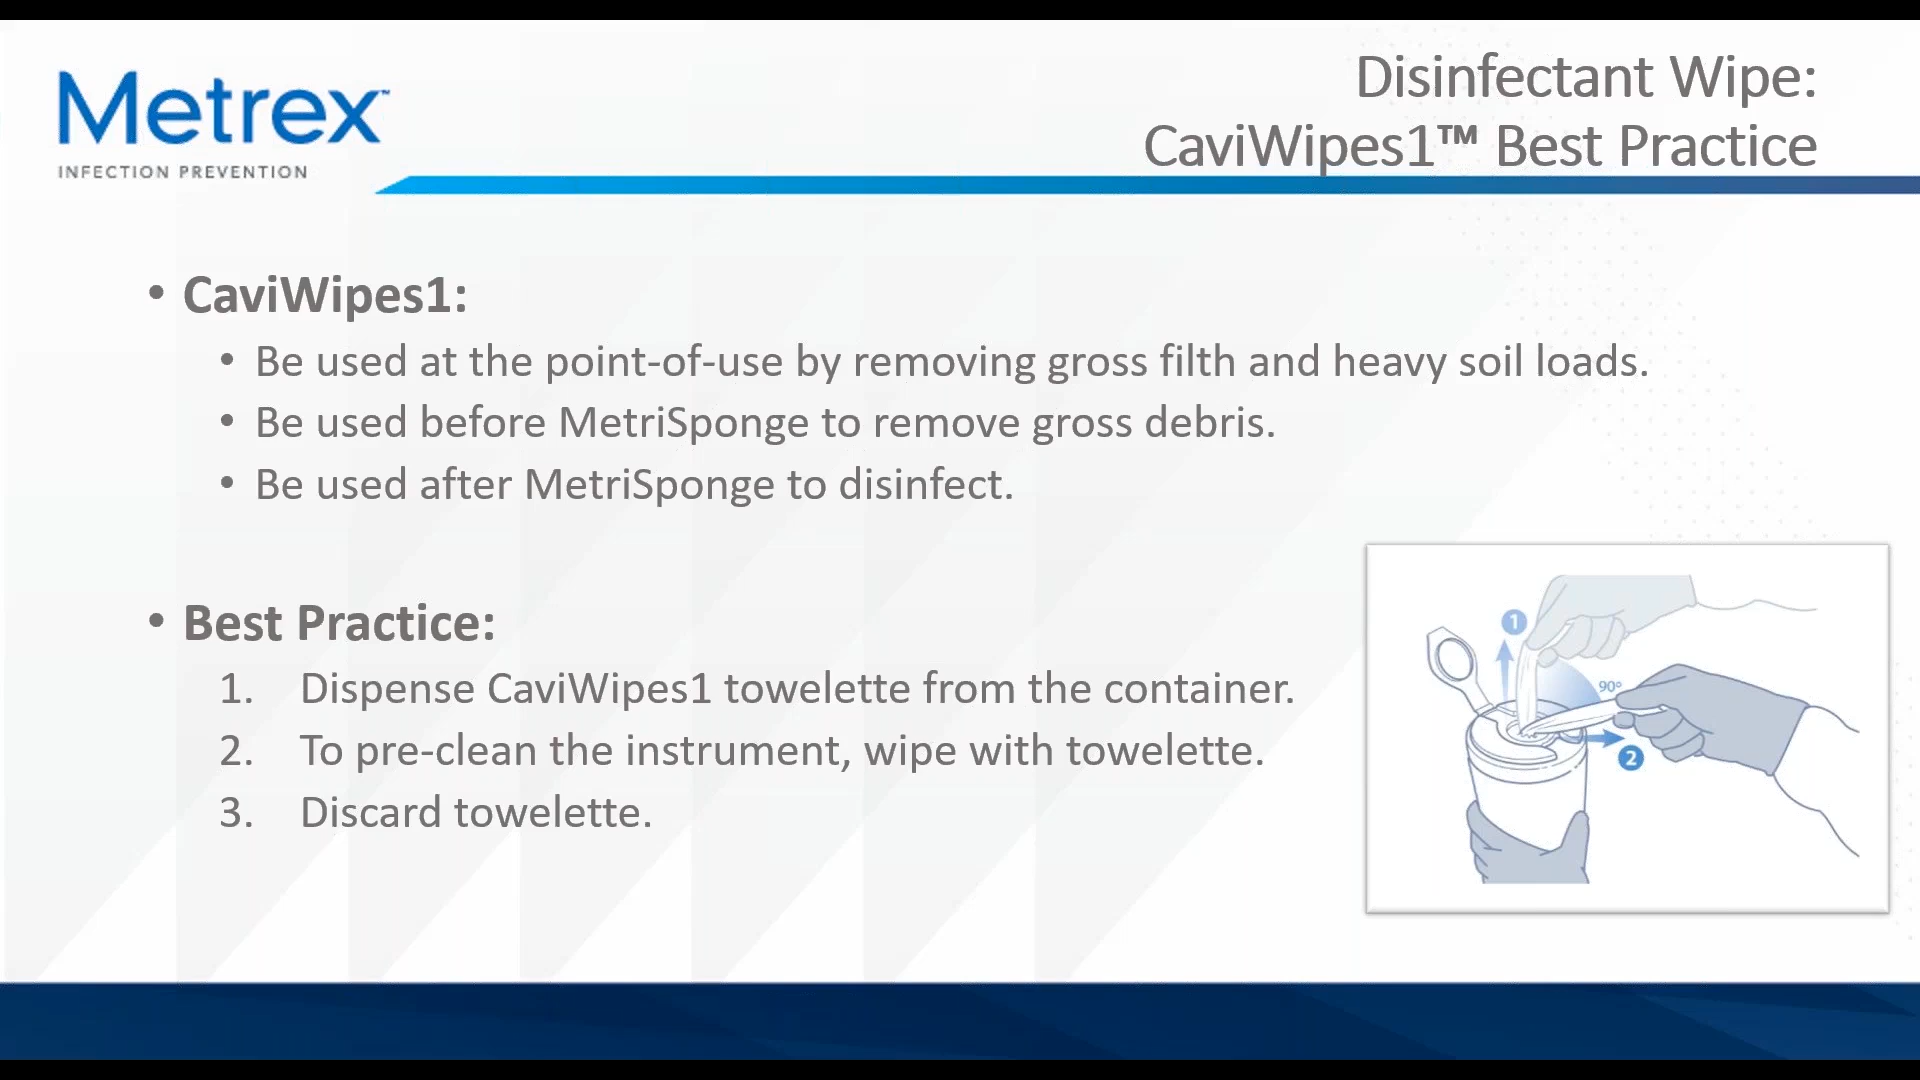 Metrex™
INFECTION PREVENTION
Disinfectant Wipe:
CaviWipes1™ Best Practice
• CaviWipes1:
• Be used at the point-of-use by removing gross filth and heavy soil loads.
• Be used before MetriSponge to remove gross debris.
• Be used after MetriSponge to disinfect.
• Best Practice:
1. Dispense CaviWipes1 towelette from the container.
2. To pre-clean the instrument, wipe with towelette.
3. Discard towelette.
1
90°
2